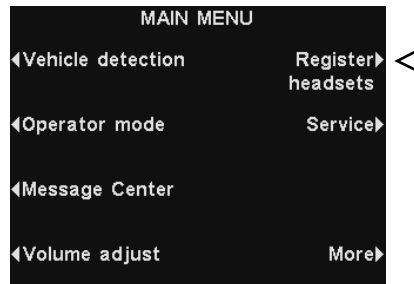 MAIN MENU
Vehicle detection
Register
headsets
Operator mode
Service
Message Center
Volume adjust
More